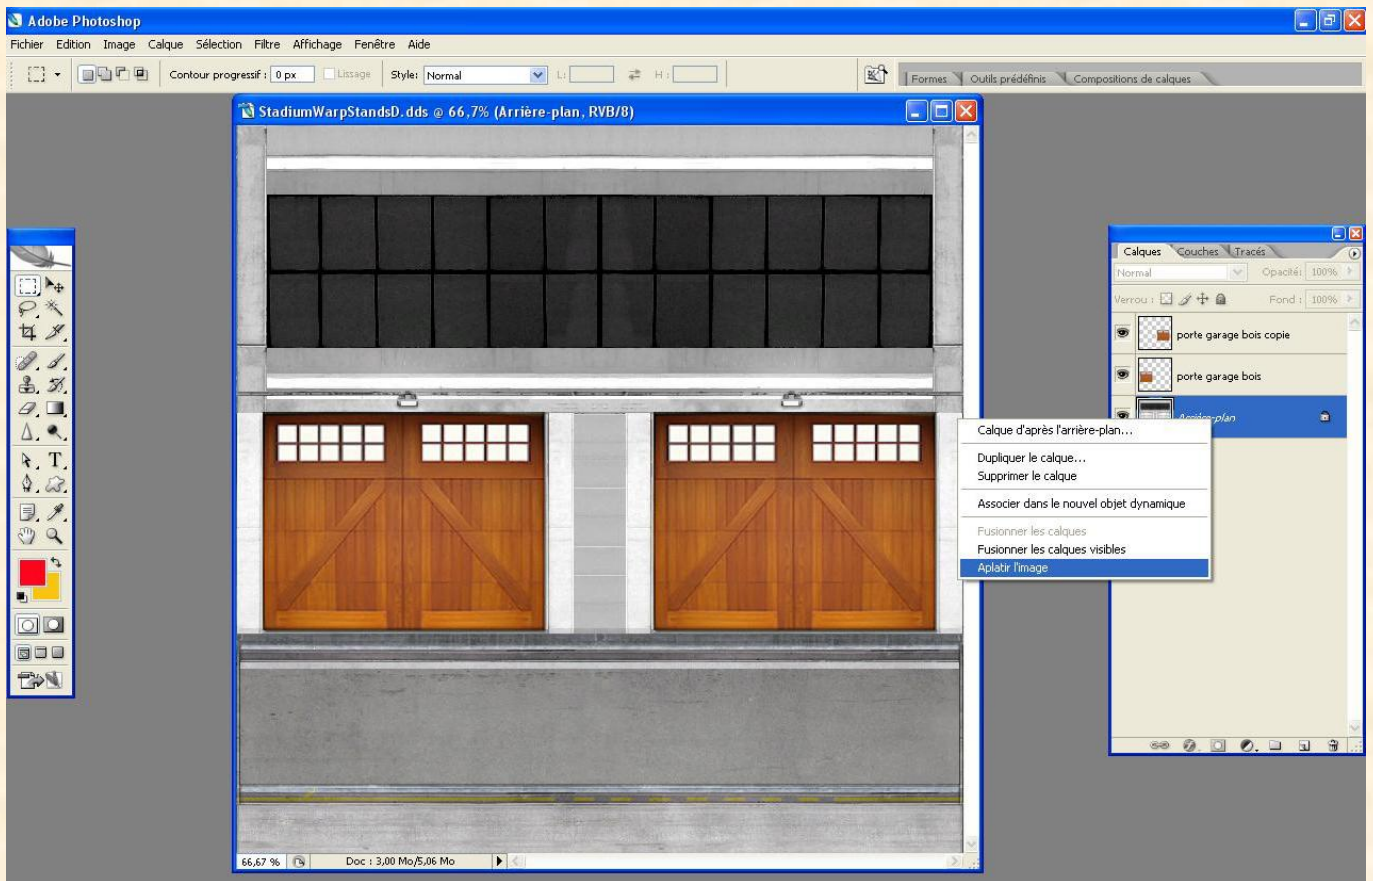 Adobe Photoshop
Fichier Edition Image Calque Sélection Filtre Affichage Fenêtre Aide
Contour progressif : 0 px Lissage Style: Normal L: H : Formes Outils prédéfinis Compositions de calques
StadiumWarpStandsD.dds @ 66,7% (Arrière-plan, RVB/8)
Calques Couches Tracés
Normal Opacité: 100%
Verrou : Fond : 100%
porte garage bois copie
porte garage bois
Arrière-plan
Calque d'après l'arrière-plan...
Dupliquer le calque...
Supprimer le calque
Associer dans le nouvel objet dynamique
Fusionner les calques
Fusionner les calques visibles
Aplatir l'image
66,67 % Doc : 3,00 Mo/5,06 Mo